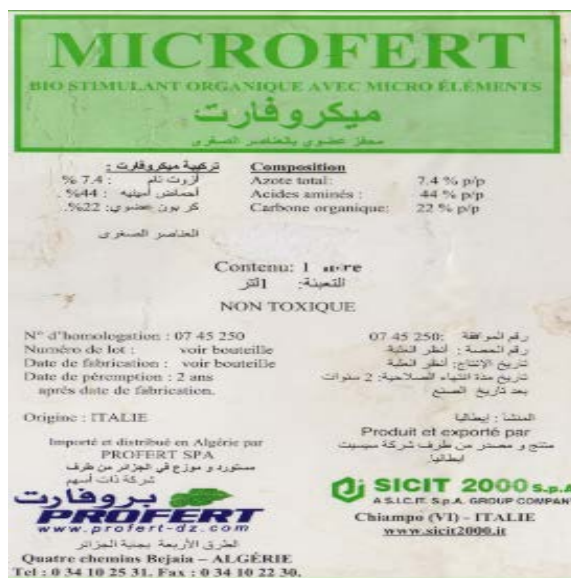 MICROFERT
BIO STIMULANT ORGANIQUE AVEC MICRO ÉLÉMENTS
ميكروفارت
محفز عضوي بالعناصر الصغرى
Composition
Azote total: 7.4 % p/p
Acides aminés : 44 % p/p
Carbone organique: 22 % p/p
تركيبة ميكروفارت :
أزوت تام : 7.4 %
أحماض أمينيه : 44%.
كربون عضوي: 22%.
العناصر الصغرى
Contenu: 1
التعبئة: 1لتر
NON TOXIQUE
N° d'homologation : 07 45 250
Numéro de lot : voir bouteille
Date de fabrication : voir bouteille
Date de péremption : 2 ans
après date de fabrication.
رقم الموافقة :250 45 07
رقم الحصة : أنظر العلبة
تاريخ الإنتاج: أنظر العلبة
تاريخ مدة انتهاء الصلاحية: 2 سنوات
بعد تاريخ الصنع
Origine : ITALIE
Importé et distribué en Algérie par
PROFERT SPA
مستورد و موزع في الجزائر من طرف
شركة ذات أسهم
بروفارت
PROFERT
www.profert-dz.com
الطرق الأربعة بجاية الجزائر
Quatre chemins Bejaia – ALGÉRIE
Tel : 0 34 10 25 31. Fax : 0 34 10 22 30.
المنشأ: إيطاليا
Produit et exporté par
منتج و مصدر من طرف شركة سيسيت
إيطاليا.
SICIT 2000 S.p.A.
A S.I.C.IT. S.p.A. GROUP COMPANY
Chiampo (VI) - ITALIE
www.sicit2000.it